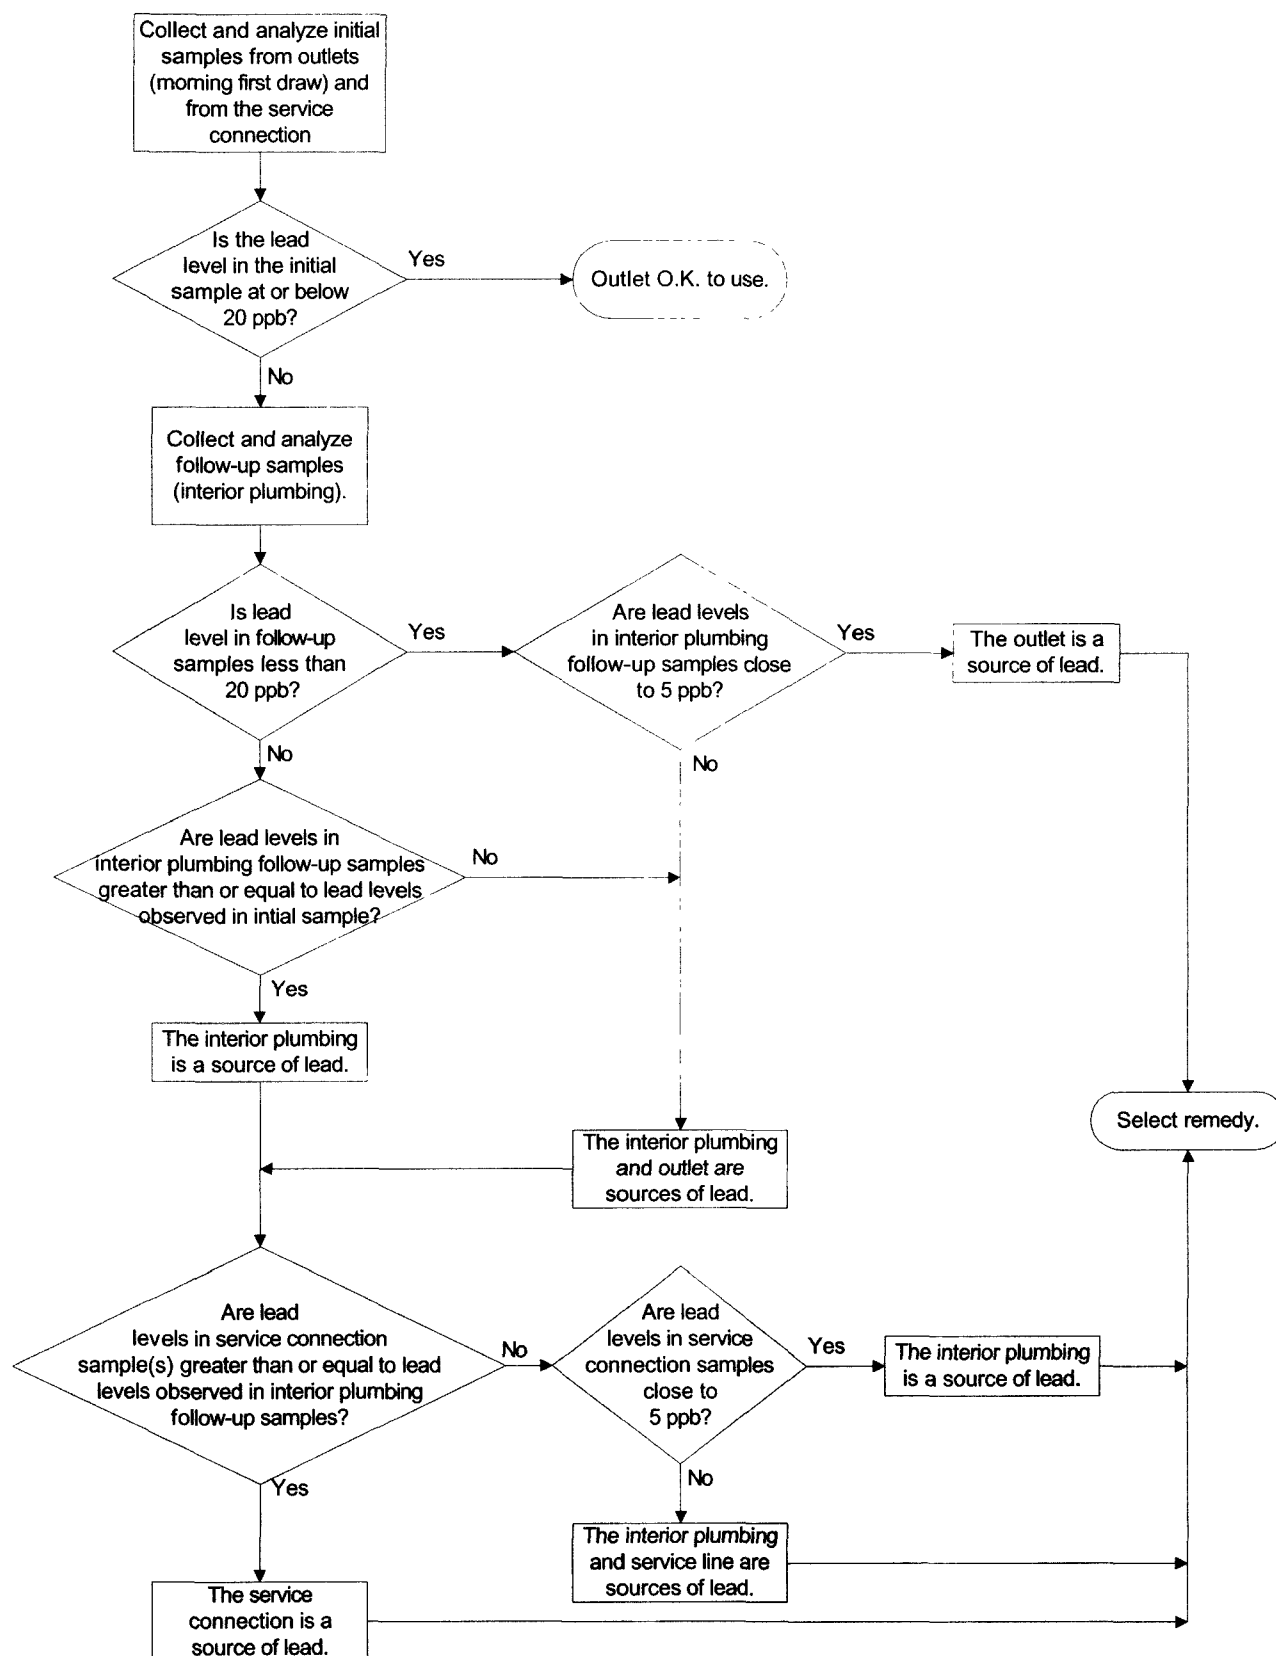 Collect and analyze initial
samples from outlets
(morning first draw) and
from the service
connection
Is the lead
level in the initial
sample at or below
20 ppb?
Yes
Outlet O.K. to use.
No
Collect and analyze
follow-up samples
(interior plumbing).
Is lead
level in follow-up
samples less than
20 ppb?
Yes
Are lead levels
in interior plumbing
follow-up samples close
to 5 ppb?
Yes
The outlet is a
source of lead.
No
No
Are lead levels in
interior plumbing follow-up samples
greater than or equal to lead levels
observed in intial sample?
No
Yes
The interior plumbing
is a source of lead.
The interior plumbing
and outlet are
sources of lead.
Select remedy.
Are lead
levels in service connection
sample(s) greater than or equal to lead
levels observed in interior plumbing
follow-up samples?
No
Are lead
levels in service
connection samples
close to
5 ppb?
Yes
The interior plumbing
is a source of lead.
Yes
No
The interior plumbing
and service line are
sources of lead.
The service
connection is a
source of lead.